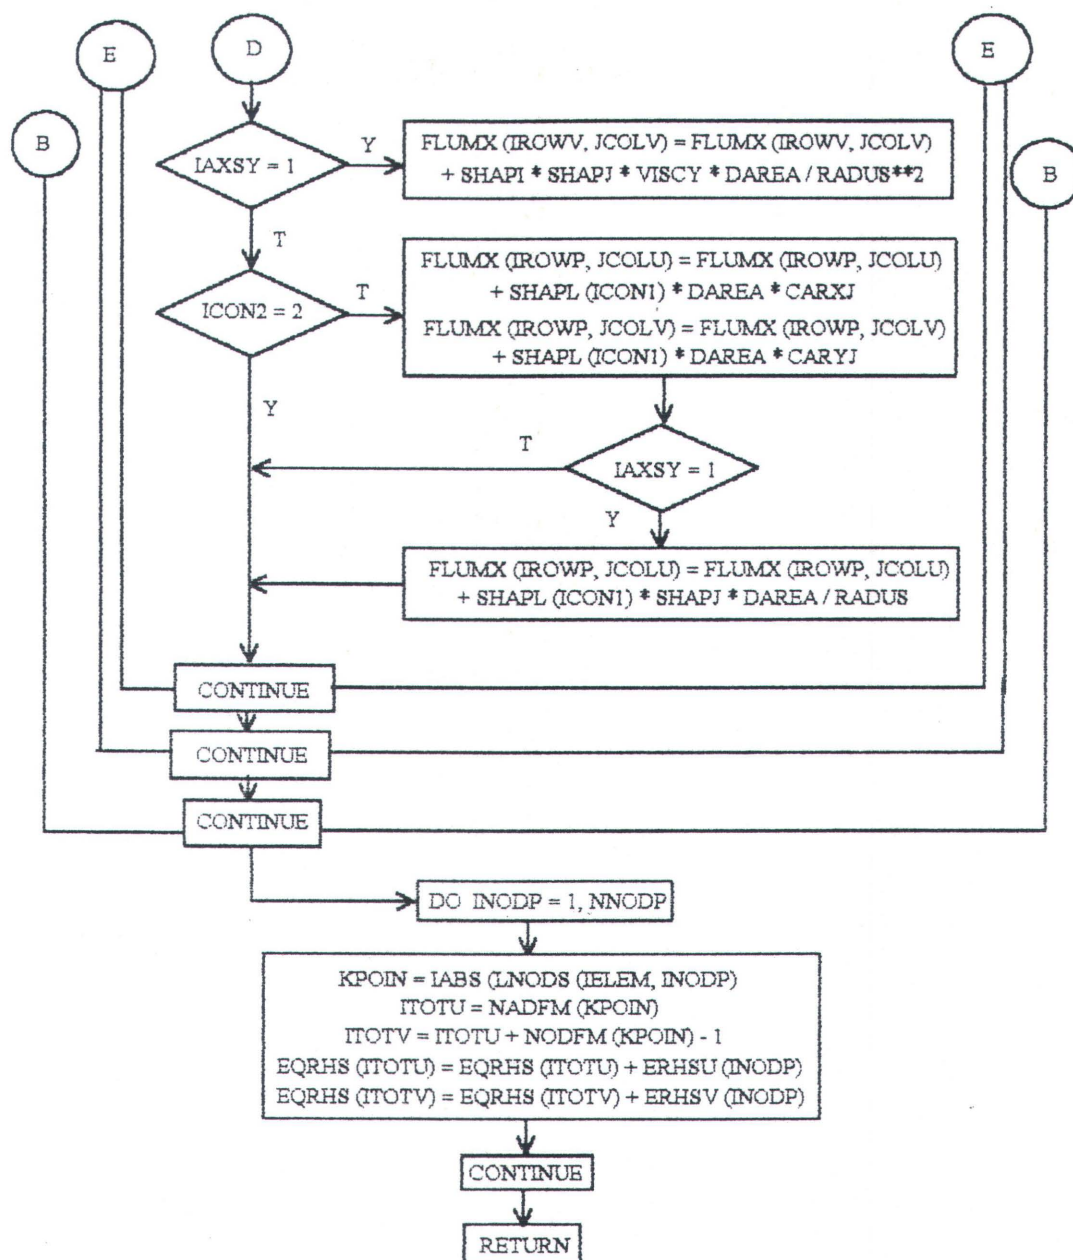 E
D
E
B
B
IAXSY = 1
Y
FLUMX (IROWV, JCOLV) = FLUMX (IROWV, JCOLV)
+ SHAPI * SHAPJ * VISCY * DAREA / RADUS**2
T
ICON2 = 2
T
FLUMX (IROWP, JCOLU) = FLUMX (IROWP, JCOLU)
+ SHAPL (ICON1) * DAREA * CARXJ
FLUMX (IROWP, JCOLV) = FLUMX (IROWP, JCOLV)
+ SHAPL (ICON1) * DAREA * CARYJ
Y
T
IAXSY = 1
Y
FLUMX (IROWP, JCOLU) = FLUMX (IROWP, JCOLU)
+ SHAPL (ICON1) * SHAPJ * DAREA / RADUS
CONTINUE
CONTINUE
CONTINUE
DO INODP = 1, NNODP
KPOIN = IABS (LNODS (IELEM, INODP)
ITOTU = NADFM (KPOIN)
ITOTV = ITOTU + NODFM (KPOIN) - 1
EQRHS (ITOTU) = EQRHS (ITOTU) + ERHSU (INODP)
EQRHS (ITOTV) = EQRHS (ITOTV) + ERHSV (INODP)
CONTINUE
RETURN